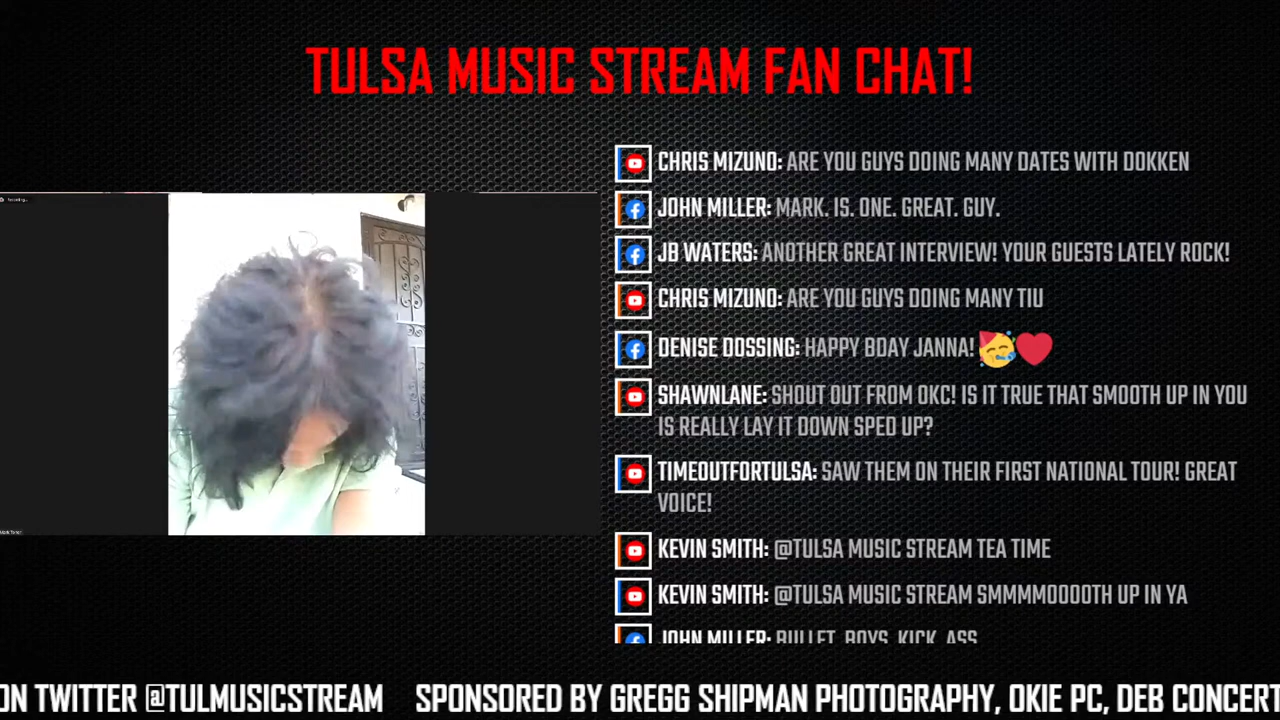 TULSA MUSIC STREAM FAN CHAT!
CHRIS MIZUNO: ARE YOU GUYS DOING MANY DATES WITH DOKKEN
JOHN MILLER: MARK. IS. ONE. GREAT. GUY.
JB WATERS: ANOTHER GREAT INTERVIEW! YOUR GUESTS LATELY ROCK!
CHRIS MIZUNO: ARE YOU GUYS DOING MANY TIU
DENISE DOSSING: HAPPY BDAY JANNA! 🥳❤️
SHAWNLANE: SHOUT OUT FROM OKC! IS IT TRUE THAT SMOOTH UP IN YOU
IS REALLY LAY IT DOWN SPED UP?
TIMEOUTFORTULSA: SAW THEM ON THEIR FIRST NATIONAL TOUR! GREAT
VOICE!
KEVIN SMITH: @TULSA MUSIC STREAM TEA TIME
KEVIN SMITH: @TULSA MUSIC STREAM SMMMMOOOOTH UP IN YA
JOHN MILLER: BULLET. BOYS. KICK. ASS.
ON TWITTER @TULMUSICSTREAM SPONSORED BY GREGG SHIPMAN PHOTOGRAPHY, OKIE PC, DEB CONCERT